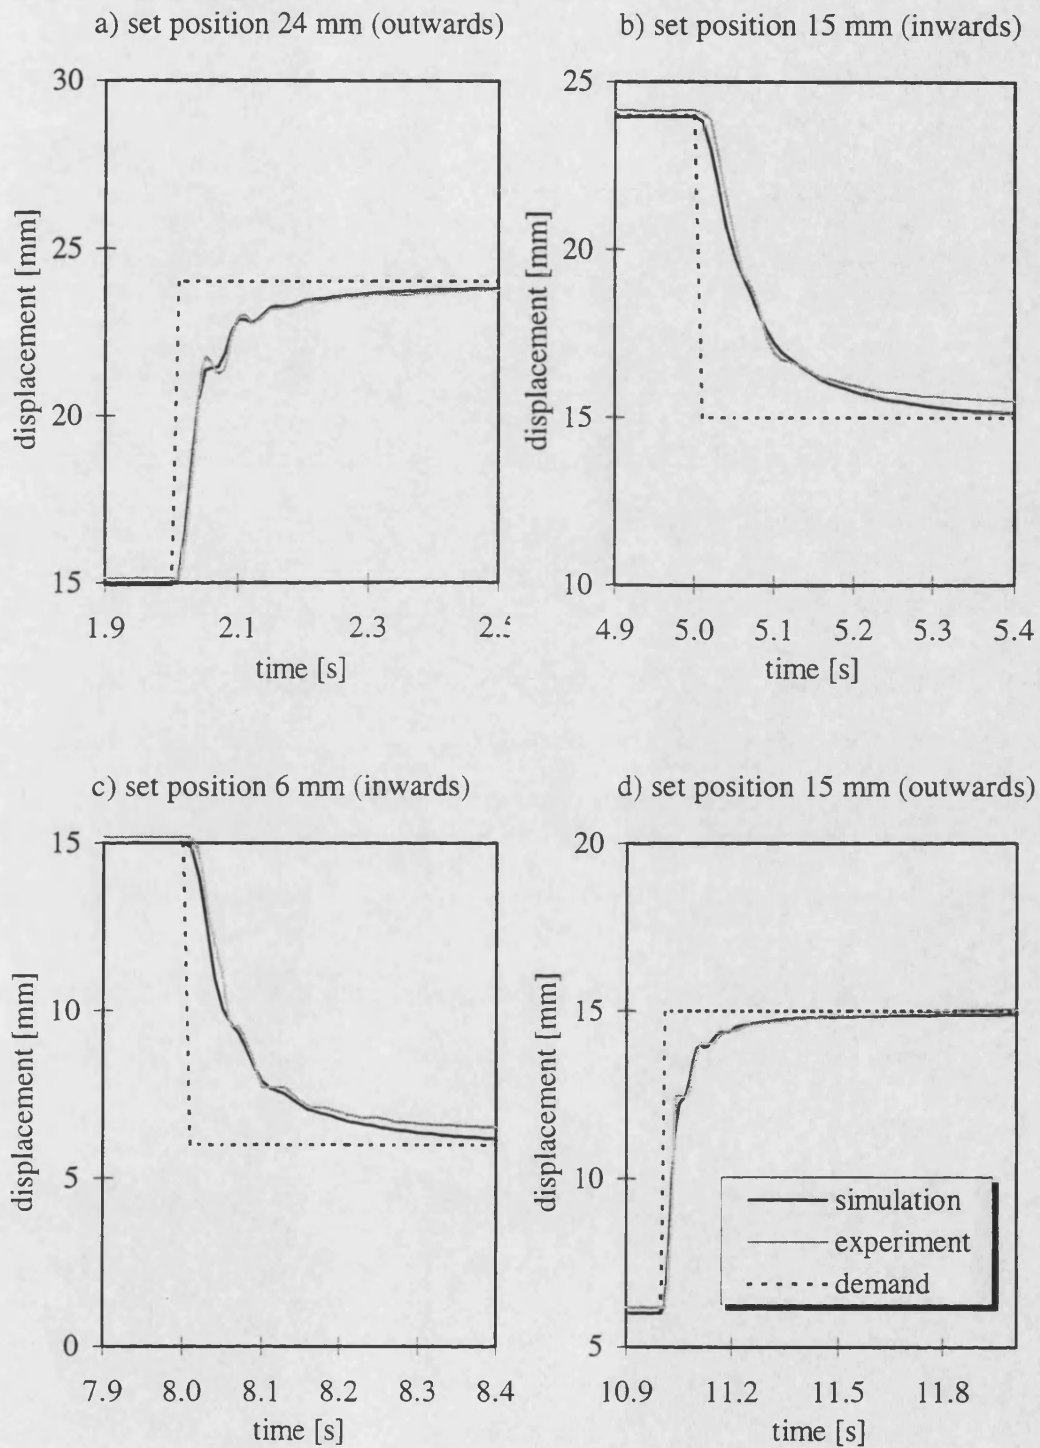 a) set position 24 mm (outwards)
b) set position 15 mm (inwards)
30
25
20
15
displacement [mm]
1.9 2.1 2.3 2.5
time [s]
25
20
15
10
displacement [mm]
4.9 5.0 5.1 5.2 5.3 5.4
time [s]
c) set position 6 mm (inwards)
d) set position 15 mm (outwards)
15
10
5
0
displacement [mm]
7.9 8.0 8.1 8.2 8.3 8.4
time [s]
20
15
10
5
displacement [mm]
simulation
experiment
demand
10.9 11.2 11.5 11.8
time [s]